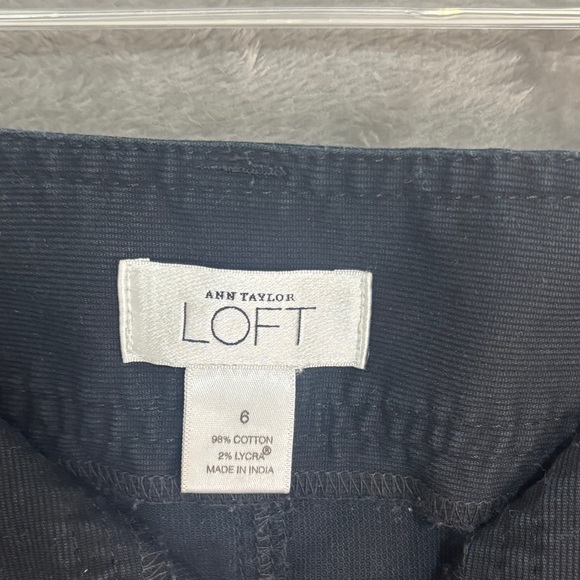 ANN TAYLOR
LOFT
6
98% COTTON
2% LYCRA®
MADE IN INDIA